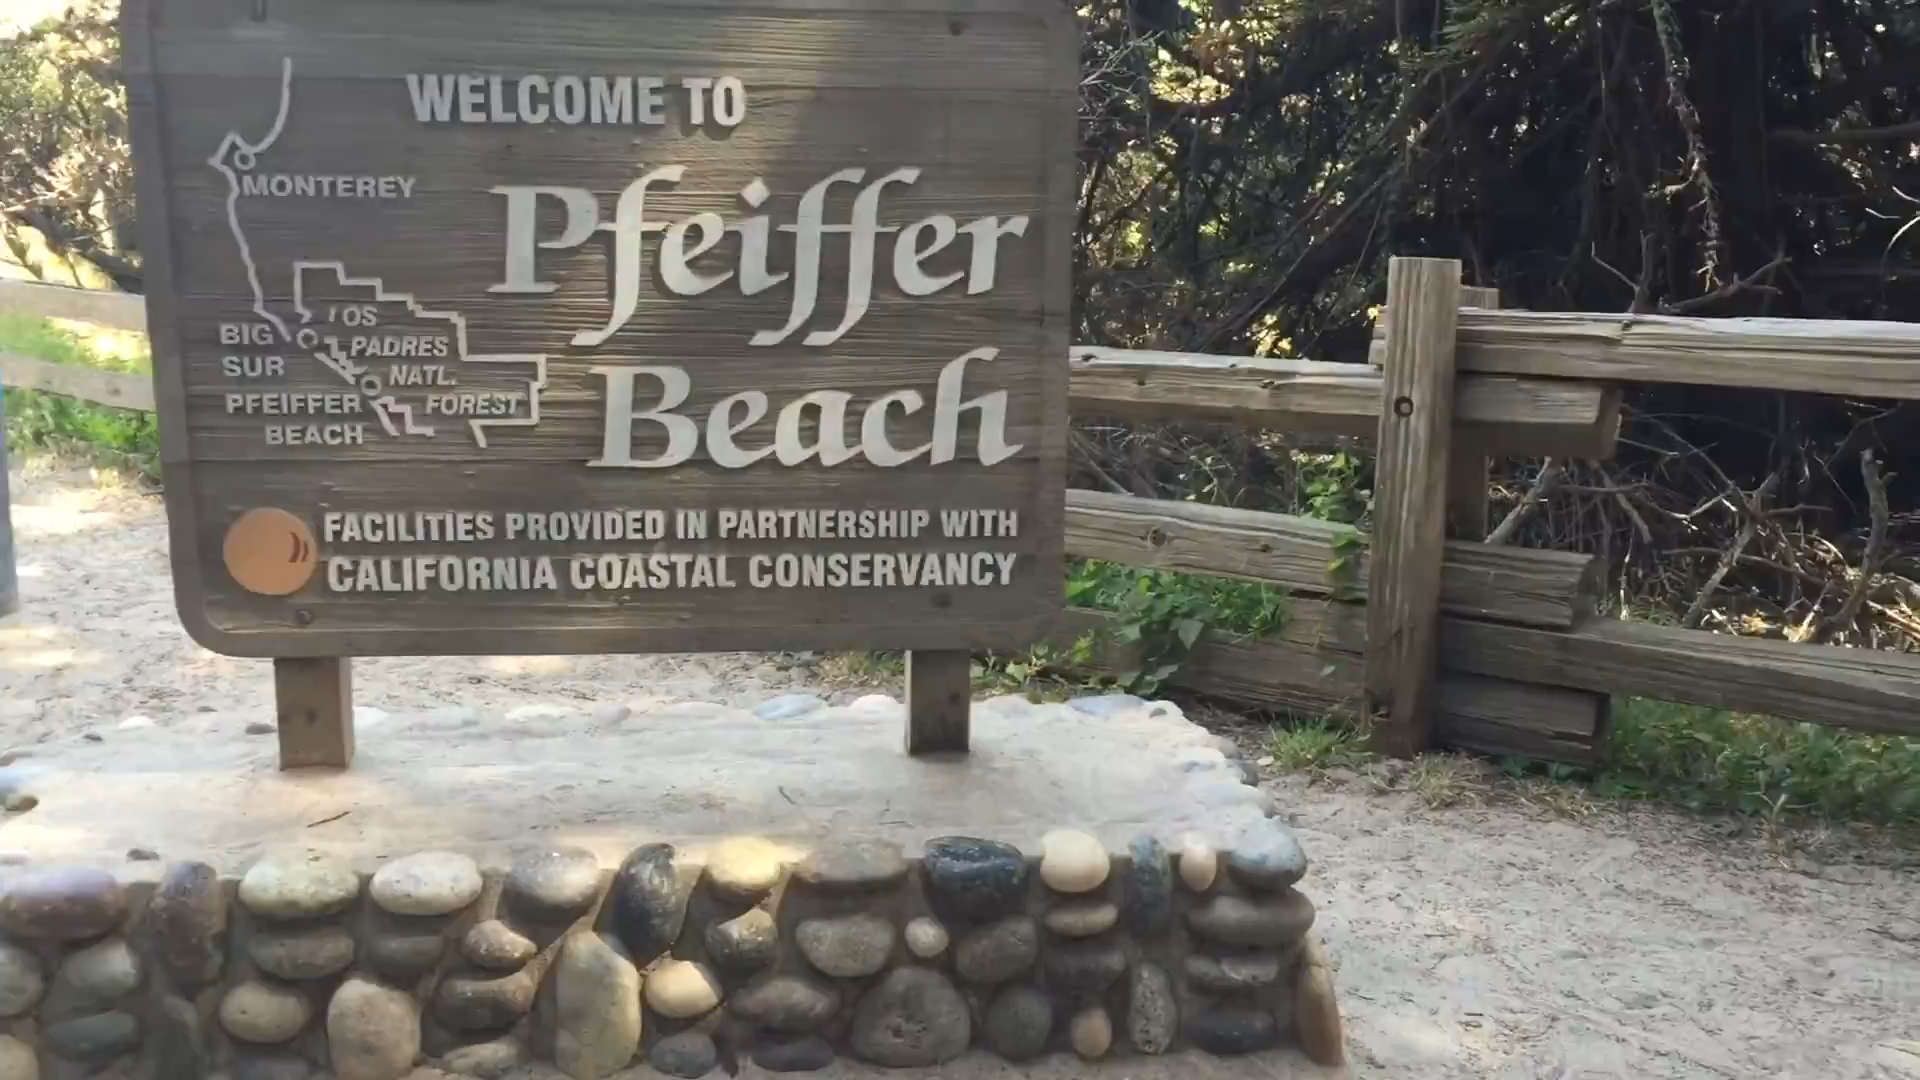 WELCOME TO
Pfeiffer
Beach
MONTEREY
BIG
SUR
PFEIFFER
BEACH
OS
PADRES
NATL.
FOREST
FACILITIES PROVIDED IN PARTNERSHIP WITH
CALIFORNIA COASTAL CONSERVANCY